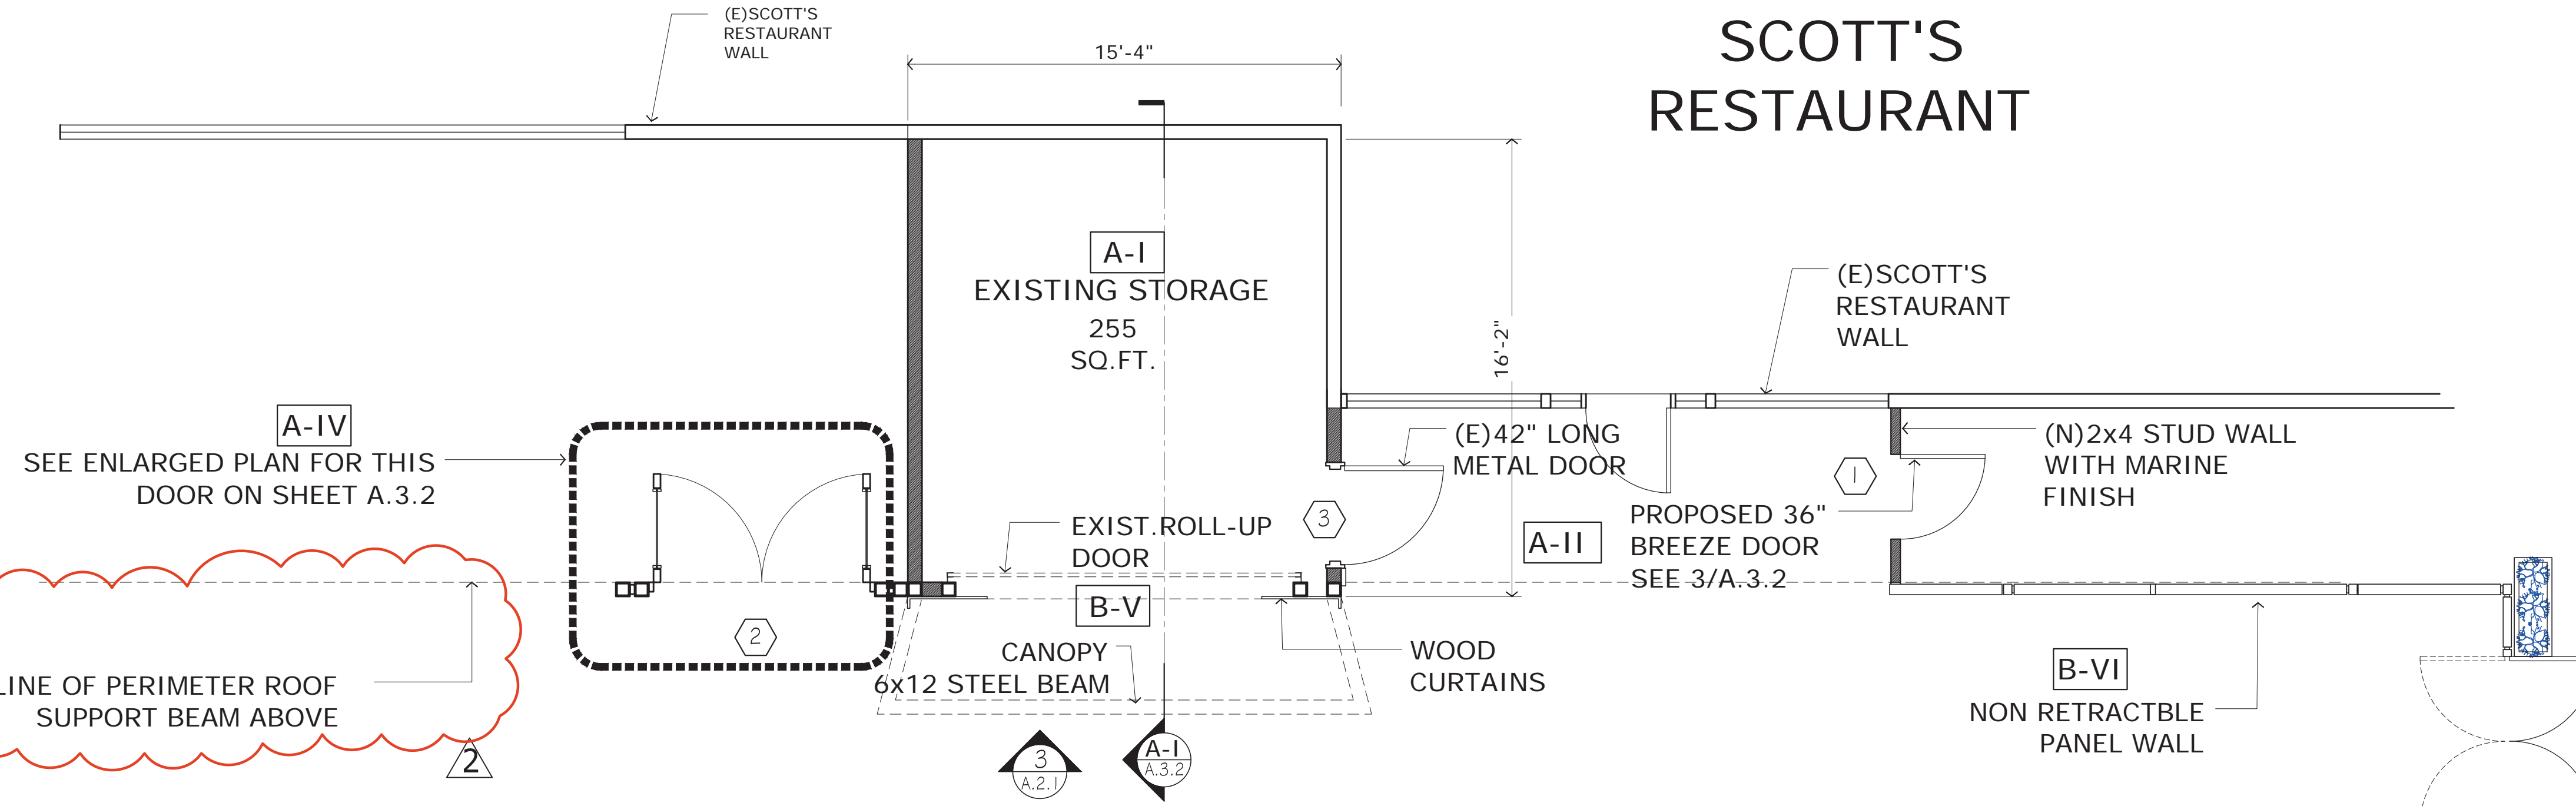 (E)SCOTT'S
RESTAURANT
WALL
15'-4"
SCOTT'S
RESTAURANT
A-I
EXISTING STORAGE
255
SQ.FT.
16'-2"
(E)SCOTT'S
RESTAURANT
WALL
A-IV
SEE ENLARGED PLAN FOR THIS
DOOR ON SHEET A.3.2
(E)42" LONG
METAL DOOR
(N)2x4 STUD WALL
WITH MARINE
FINISH
1
3
EXIST.ROLL-UP
DOOR
A-II
PROPOSED 36"
BREEZE DOOR
SEE 3/A.3.2
B-V
2
CANOPY
6x12 STEEL BEAM
WOOD
CURTAINS
B-VI
NON RETRACTBLE
PANEL WALL
LINE OF PERIMETER ROOF
SUPPORT BEAM ABOVE
2
3
A.2.1
A-I
A.3.2